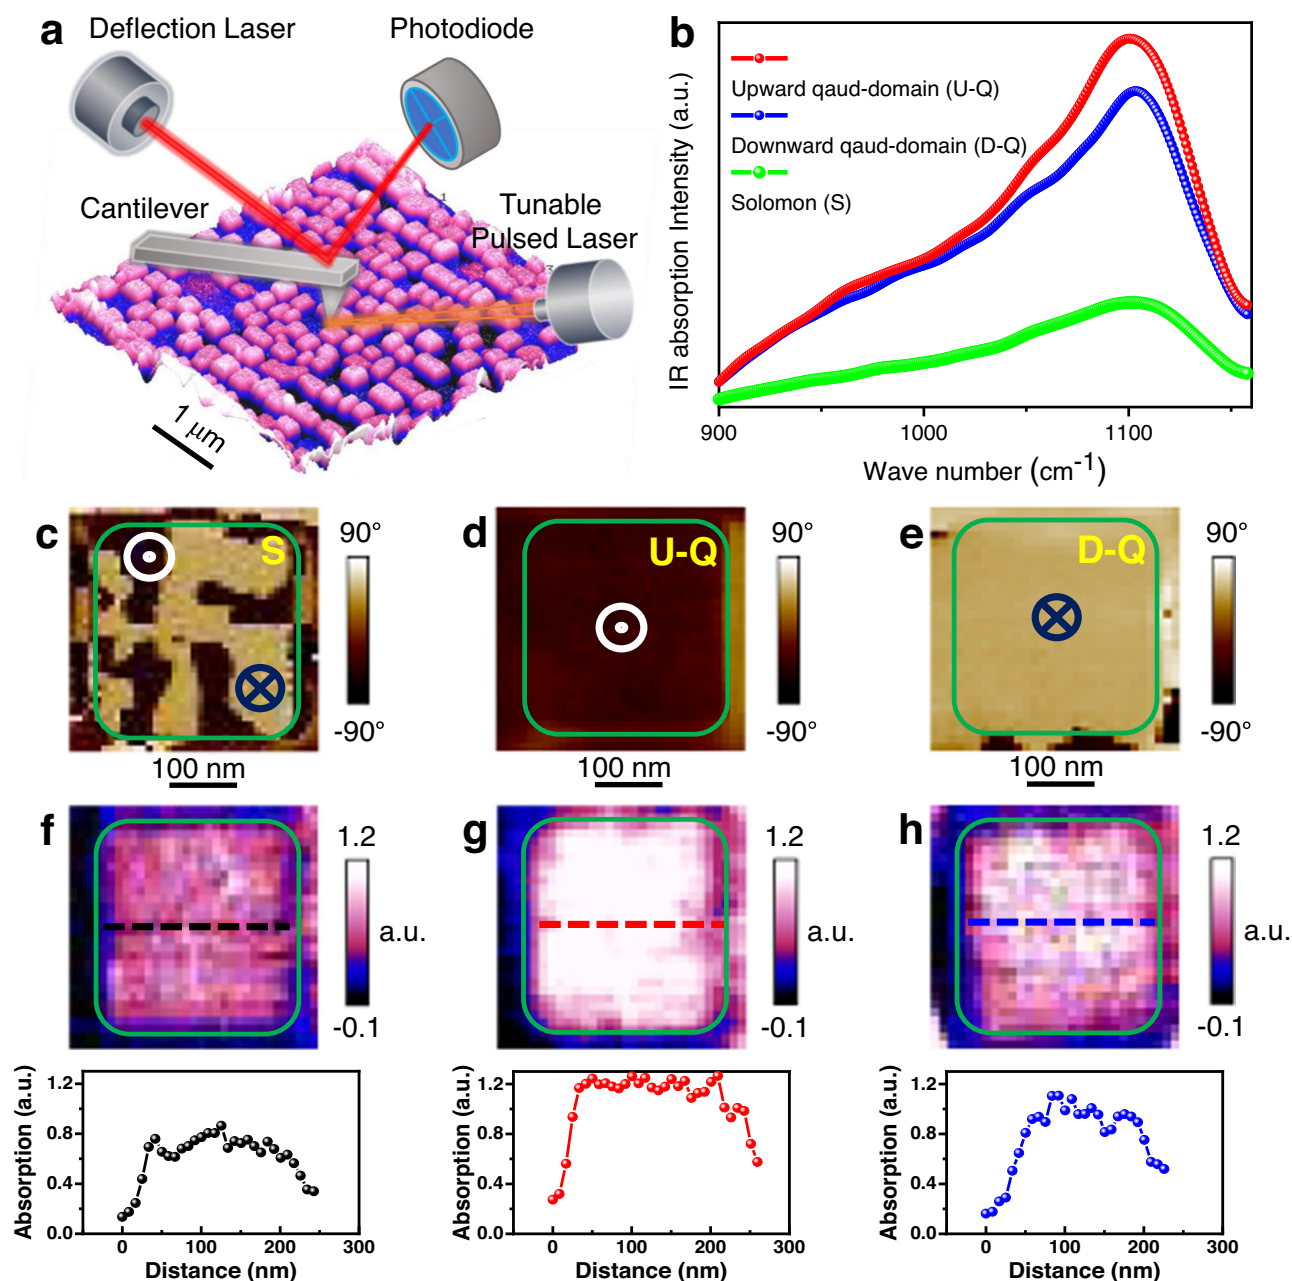 a
Deflection Laser
Photodiode
Cantilever
Tunable
Pulsed Laser
1 μm
b
IR absorption Intensity (a.u.)
Upward qaud-domain (U-Q)
Downward qaud-domain (D-Q)
Solomon (S)
900
1000
1100
Wave number (cm⁻¹)
c
S
90°
-90°
100 nm
d
U-Q
90°
-90°
100 nm
e
D-Q
90°
-90°
100 nm
f
1.2
a.u.
-0.1
g
1.2
a.u.
-0.1
h
1.2
a.u.
-0.1
Absorption (a.u.)
1.2
0.8
0.4
0.0
0
100
200
300
Distance (nm)
Absorption (a.u.)
1.2
0.8
0.4
0.0
0
100
200
300
Distance (nm)
Absorption (a.u.)
1.2
0.8
0.4
0.0
0
100
200
300
Distance (nm)